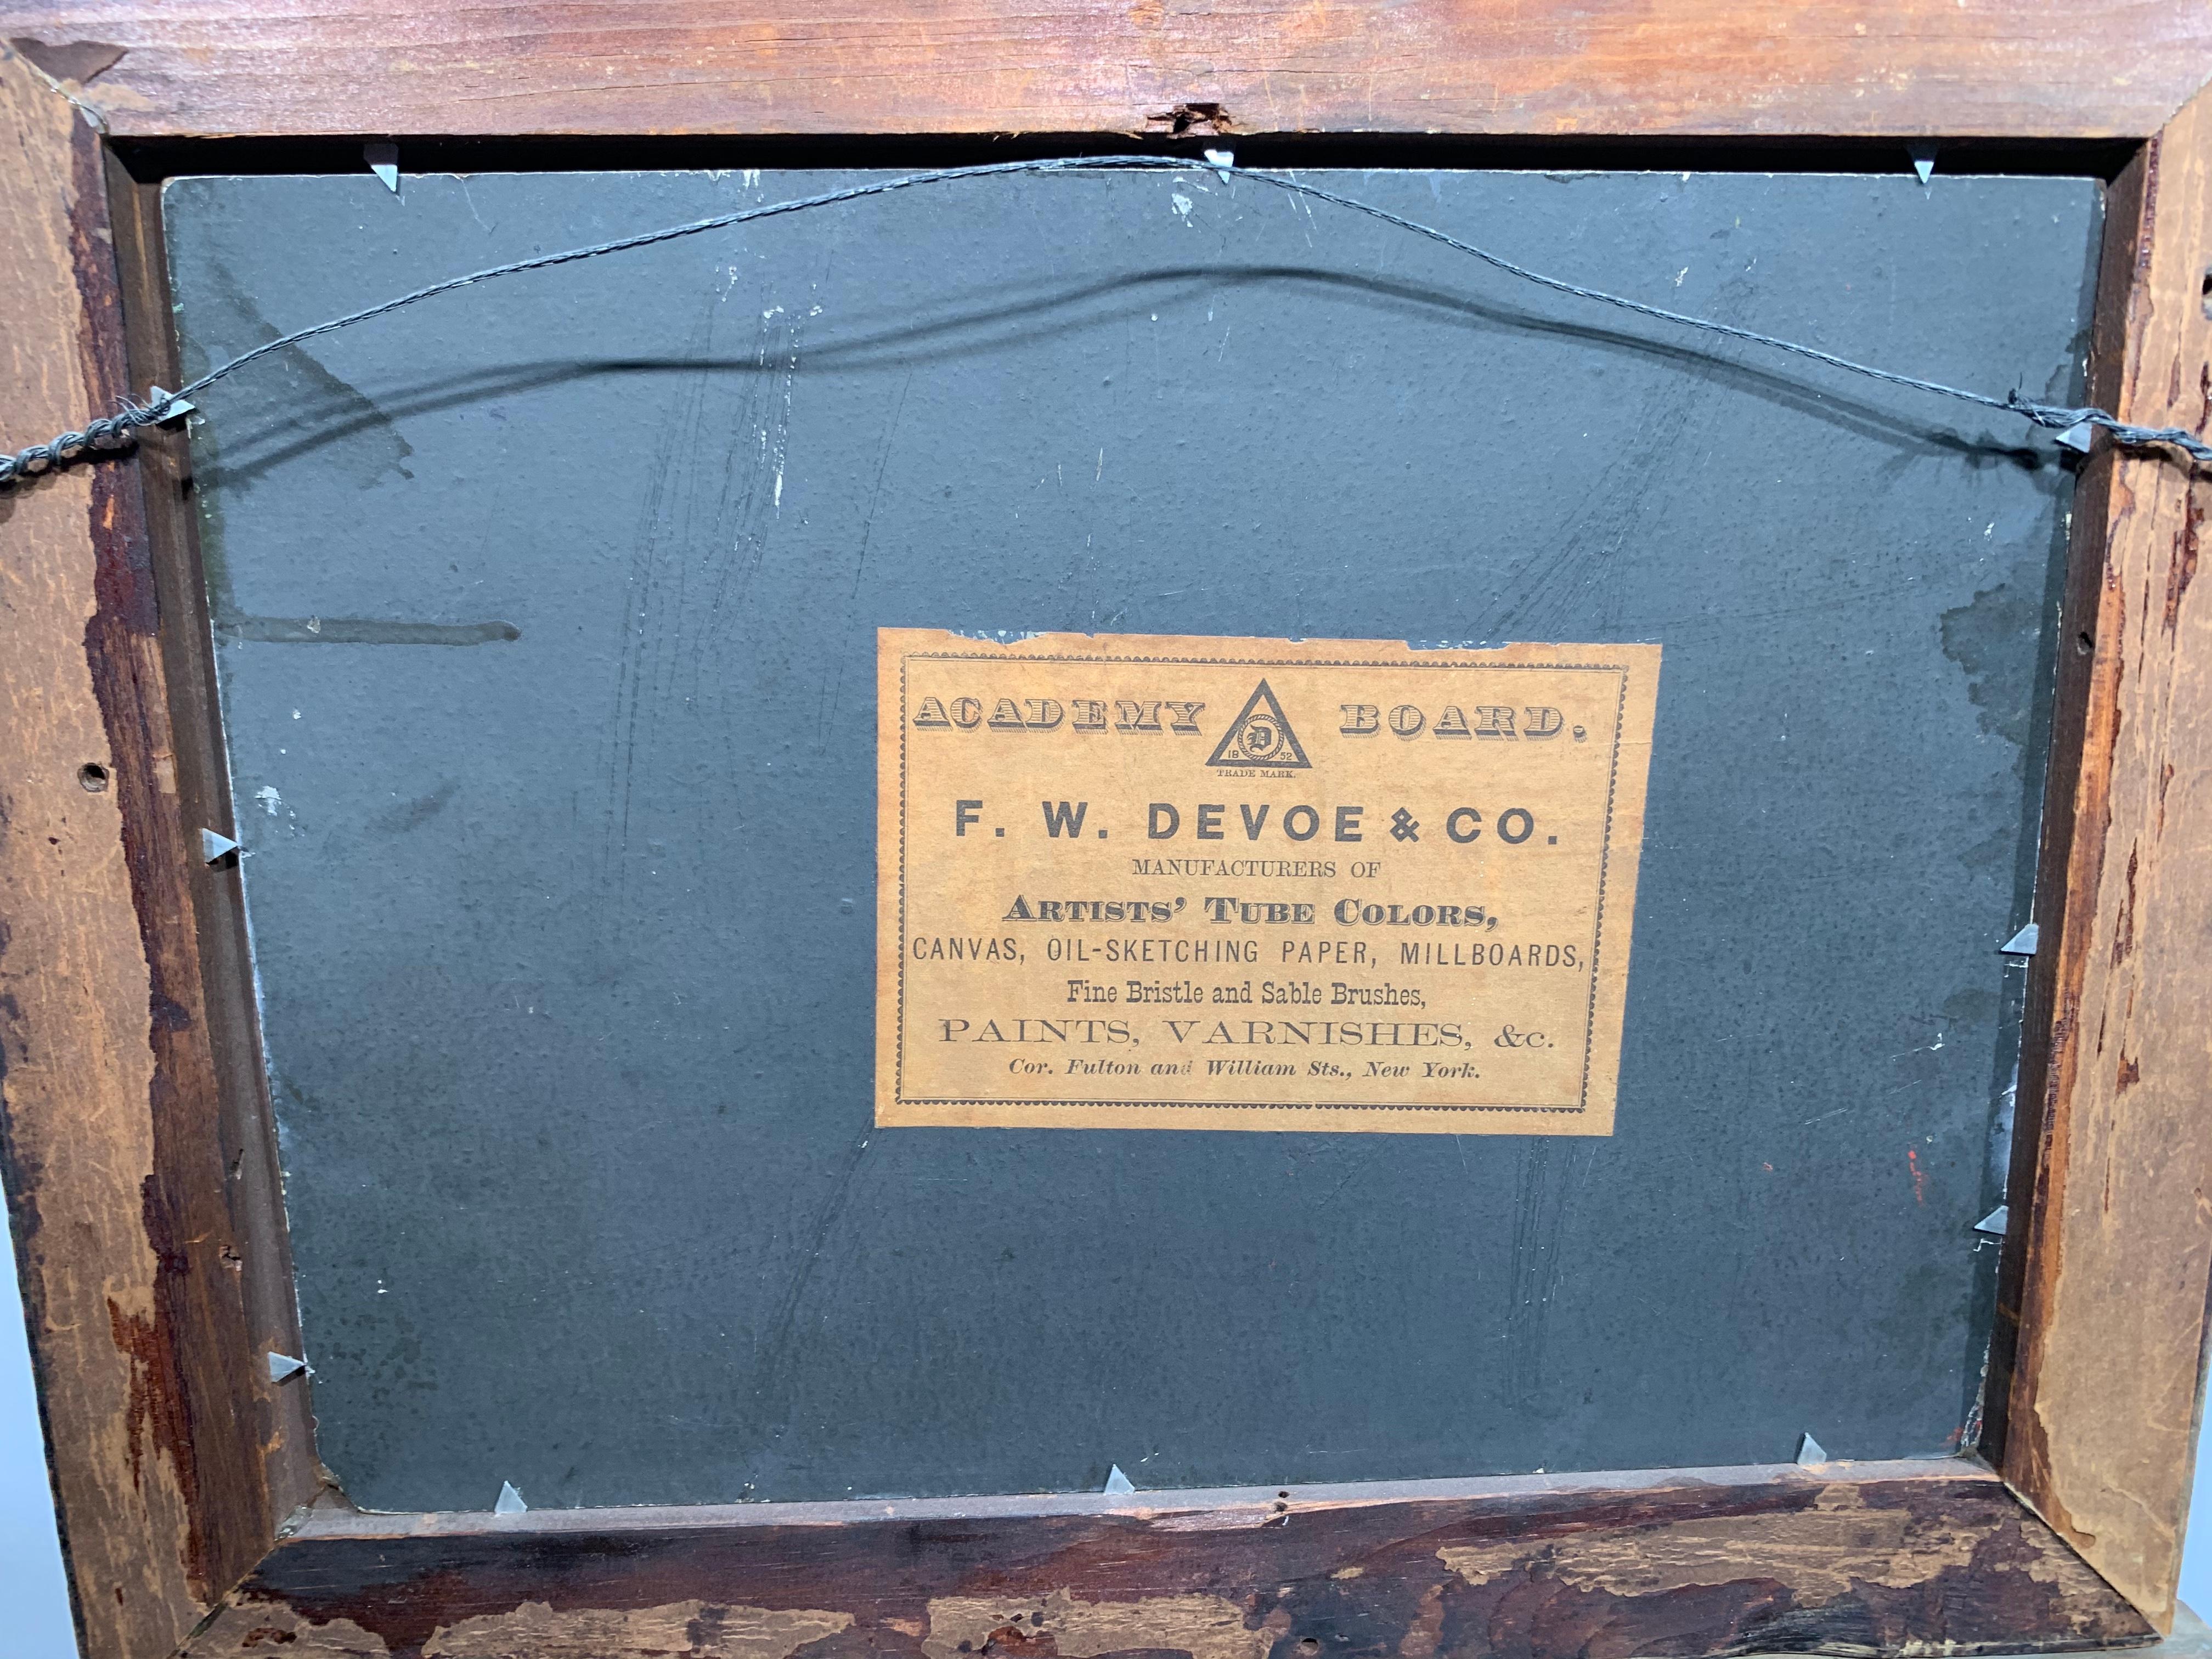 ACADEMY BOARD.
D
18 52
TRADE MARK.
F. W. DEVOE & CO.
MANUFACTURERS OF
ARTISTS' TUBE COLORS,
CANVAS, OIL-SKETCHING PAPER, MILLBOARDS,
Fine Bristle and Sable Brushes,
PAINTS, VARNISHES, &c.
Cor. Fulton and William Sts., New York.